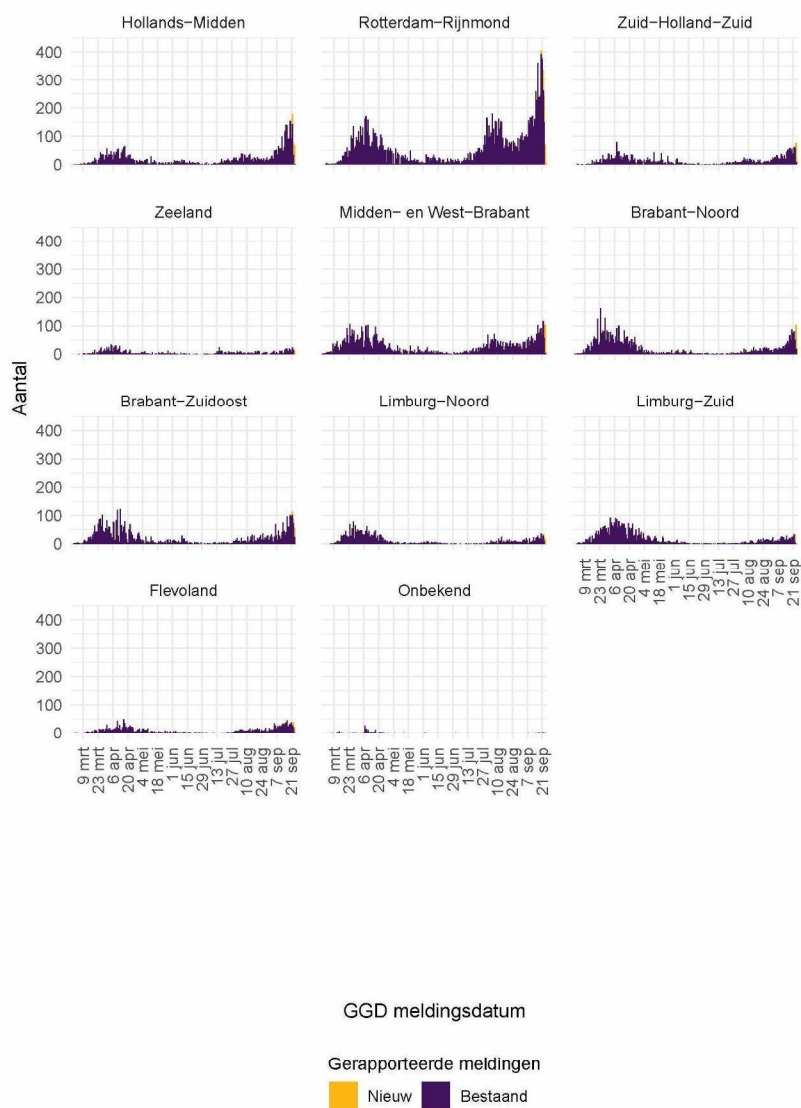 Hollands-Midden
Rotterdam-Rijnmond
Zuid-Holland-Zuid
400
300
200
100
0
Zeeland
Midden- en West-Brabant
Brabant-Noord
400
300
200
100
0
Aantal
Brabant-Zuidoost
Limburg-Noord
Limburg-Zuid
400
300
200
100
0
9 mrt
23 mrt
6 apr
20 apr
4 mei
18 mei
1 jun
15 jun
29 jun
13 jul
27 jul
10 aug
24 aug
7 sep
21 sep
Flevoland
Onbekend
400
300
200
100
0
9 mrt
23 mrt
6 apr
20 apr
4 mei
18 mei
1 jun
15 jun
29 jun
13 jul
27 jul
10 aug
24 aug
7 sep
21 sep
9 mrt
23 mrt
6 apr
20 apr
4 mei
18 mei
1 jun
15 jun
29 jun
13 jul
27 jul
10 aug
24 aug
7 sep
21 sep
GGD meldingsdatum
Gerapporteerde meldingen
Nieuw
Bestaand